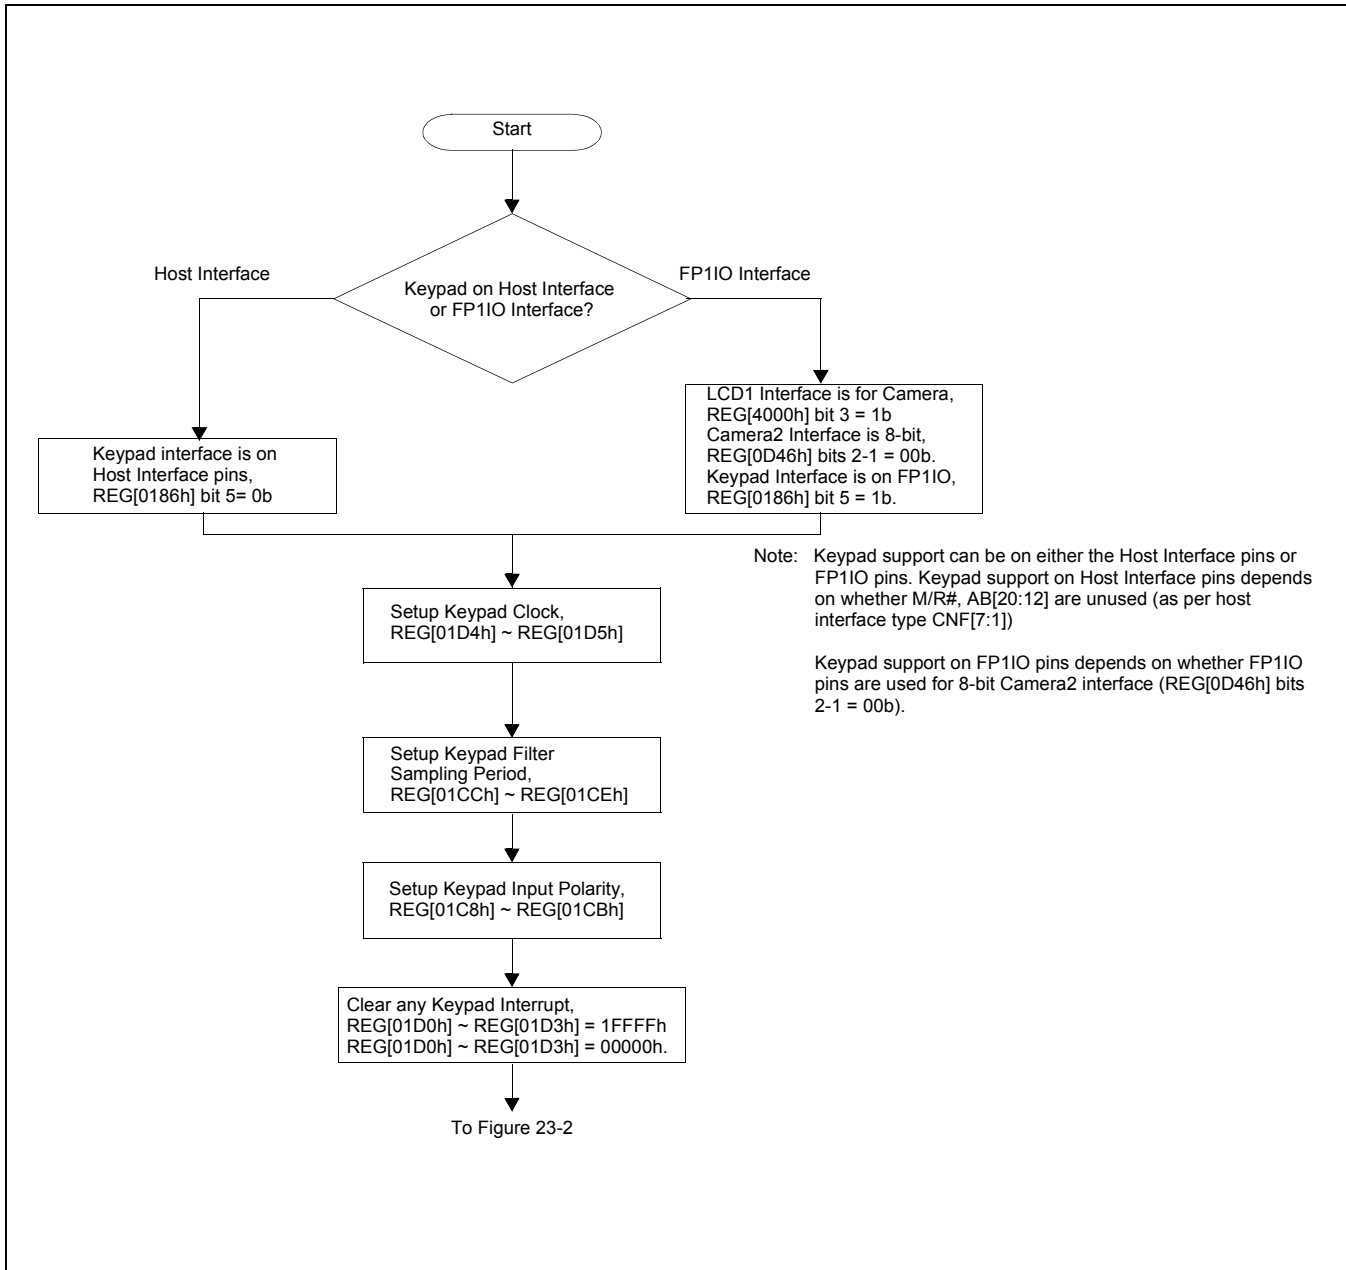 Start
Host Interface
FP1IO Interface
Keypad on Host Interface
or FP1IO Interface?
LCD1 Interface is for Camera,
REG[4000h] bit 3 = 1b
Camera2 Interface is 8-bit,
REG[0D46h] bits 2-1 = 00b.
Keypad Interface is on FP1IO,
REG[0186h] bit 5 = 1b.
Keypad interface is on
Host Interface pins,
REG[0186h] bit 5= 0b
Note: Keypad support can be on either the Host Interface pins or
FP1IO pins. Keypad support on Host Interface pins depends
on whether M/R#, AB[20:12] are unused (as per host
interface type CNF[7:1])
Keypad support on FP1IO pins depends on whether FP1IO
pins are used for 8-bit Camera2 interface (REG[0D46h] bits
2-1 = 00b).
Setup Keypad Clock,
REG[01D4h] ~ REG[01D5h]
Setup Keypad Filter
Sampling Period,
REG[01CCh] ~ REG[01CEh]
Setup Keypad Input Polarity,
REG[01C8h] ~ REG[01CBh]
Clear any Keypad Interrupt,
REG[01D0h] ~ REG[01D3h] = 1FFFFh
REG[01D0h] ~ REG[01D3h] = 00000h.
To Figure 23-2